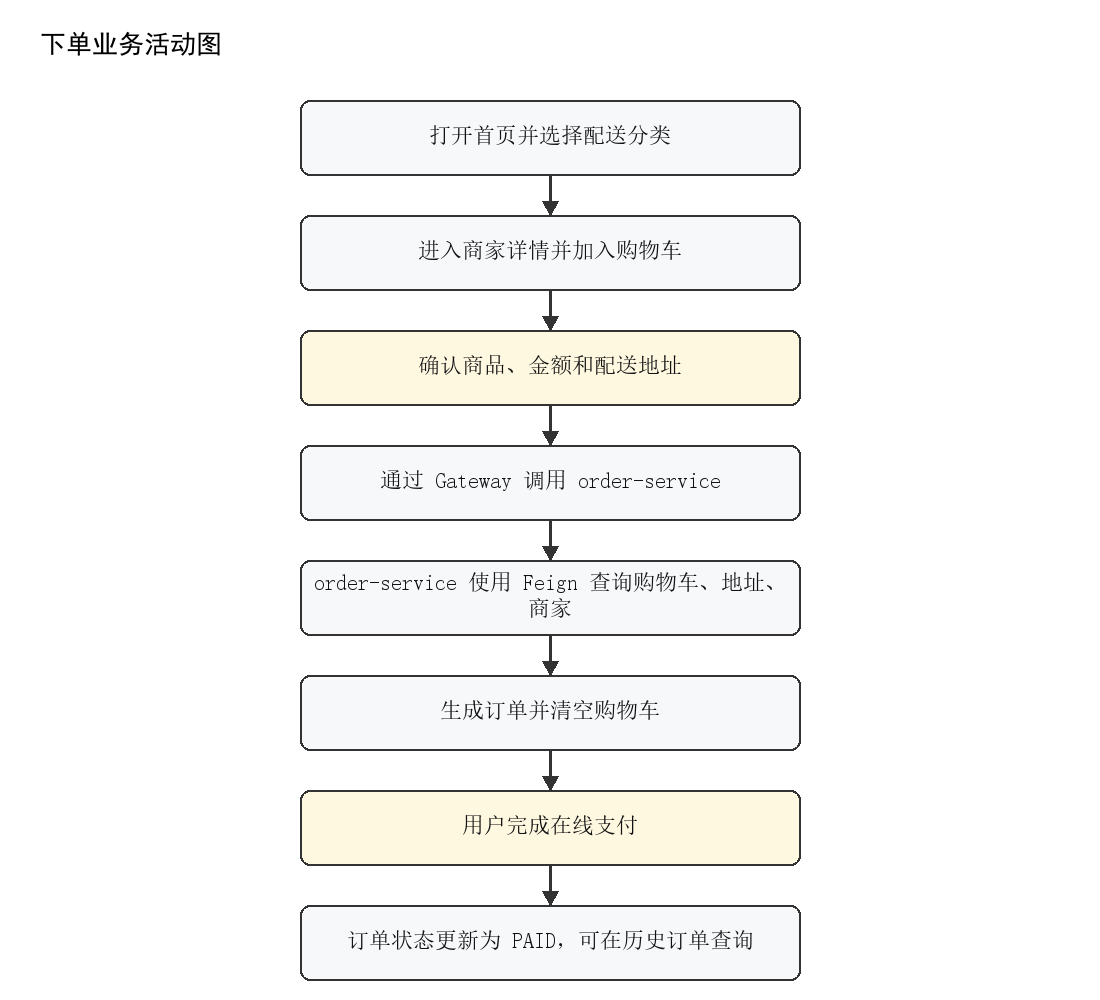 下单业务活动图
打开首页并选择配送分类
进入商家详情并加入购物车
确认商品、金额和配送地址
通过 Gateway 调用 order-service
order-service 使用 Feign 查询购物车、地址、
商家
生成订单并清空购物车
用户完成在线支付
订单状态更新为 PAID，可在历史订单查询